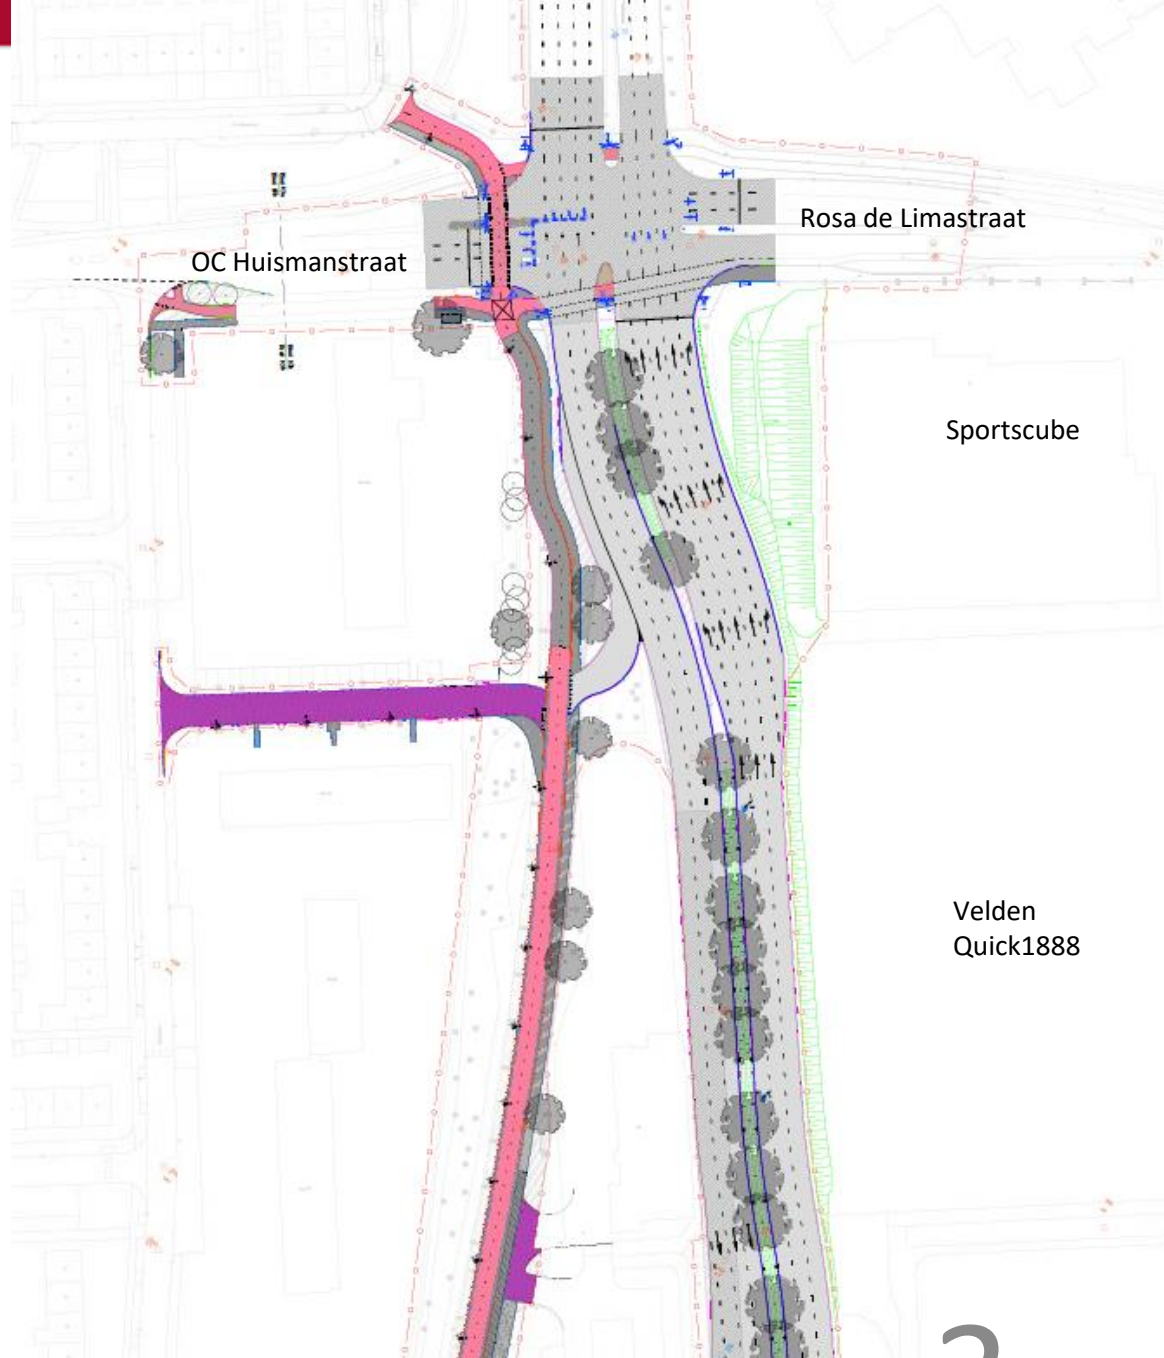 Rosa de Limastraat
OC Huismanstraat
Sportscube
Velden
Quick1888